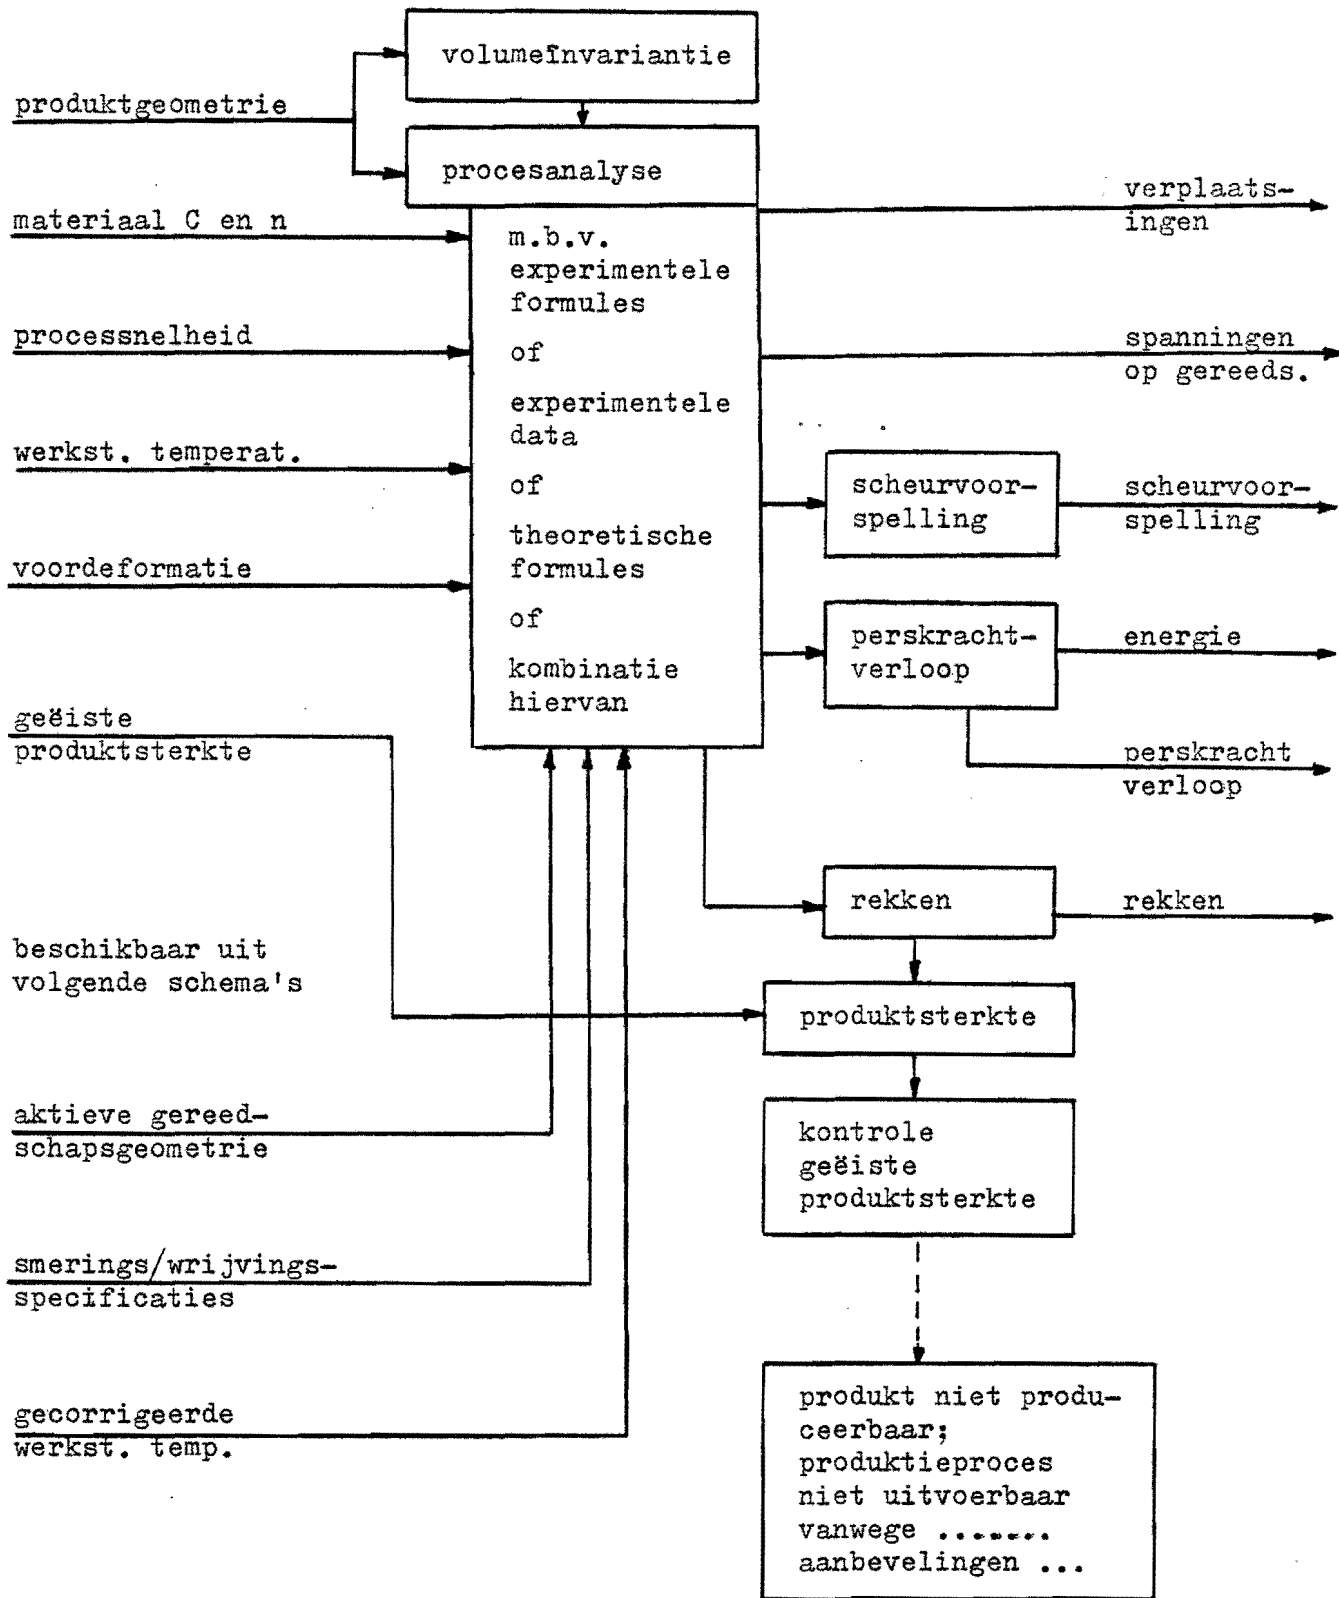 volumeïnvariantie
produktgeometrie
procesanalyse
materiaal C en n
processnelheid
werkst. temperat.
voordeformatie
geëiste
produktsterkte
beschikbaar uit
volgende schema's
aktieve gereed-
schapsgeometrie
smerings/wrijvings-
specificaties
gecorrigeerde
werkst. temp.
m.b.v.
experimentele
formules
of
experimentele
data
of
theoretische
formules
of
kombinatie
hiervan
verplaats-
ingen
spanningen
op gereeds.
scheurvoor-
spelling
scheurvoor-
spelling
perskracht-
verloop
energie
perskracht
verloop
rekken
rekken
produktsterkte
kontrole
geëiste
produktsterkte
produkt niet produ-
ceerbaar;
produktieproces
niet uitvoerbaar
vanwege .......
aanbevelingen ...